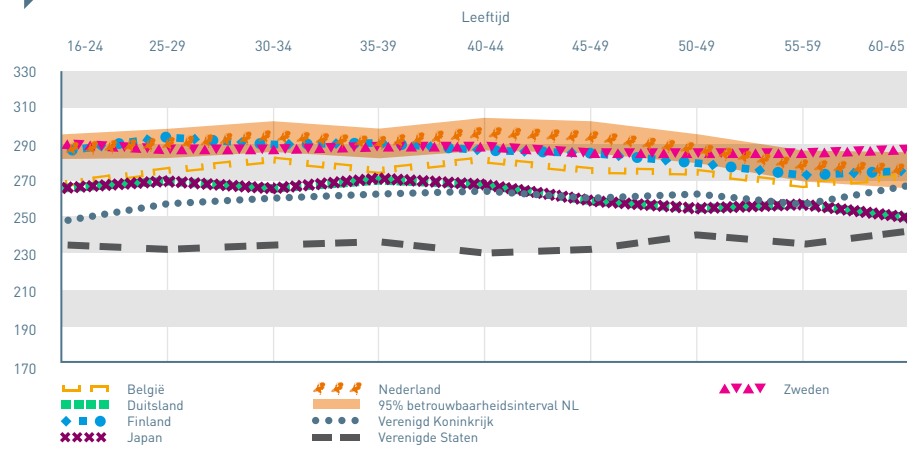 Leeftijd
16-24 25-29 30-34 35-39 40-44 45-49 50-49 55-59 60-65
330
310
290
270
250
230
210
190
170
België Nederland Zweden
Duitsland 95% betrouwbaarheidsinterval NL
Finland Verenigd Koninkrijk
Japan Verenigde Staten